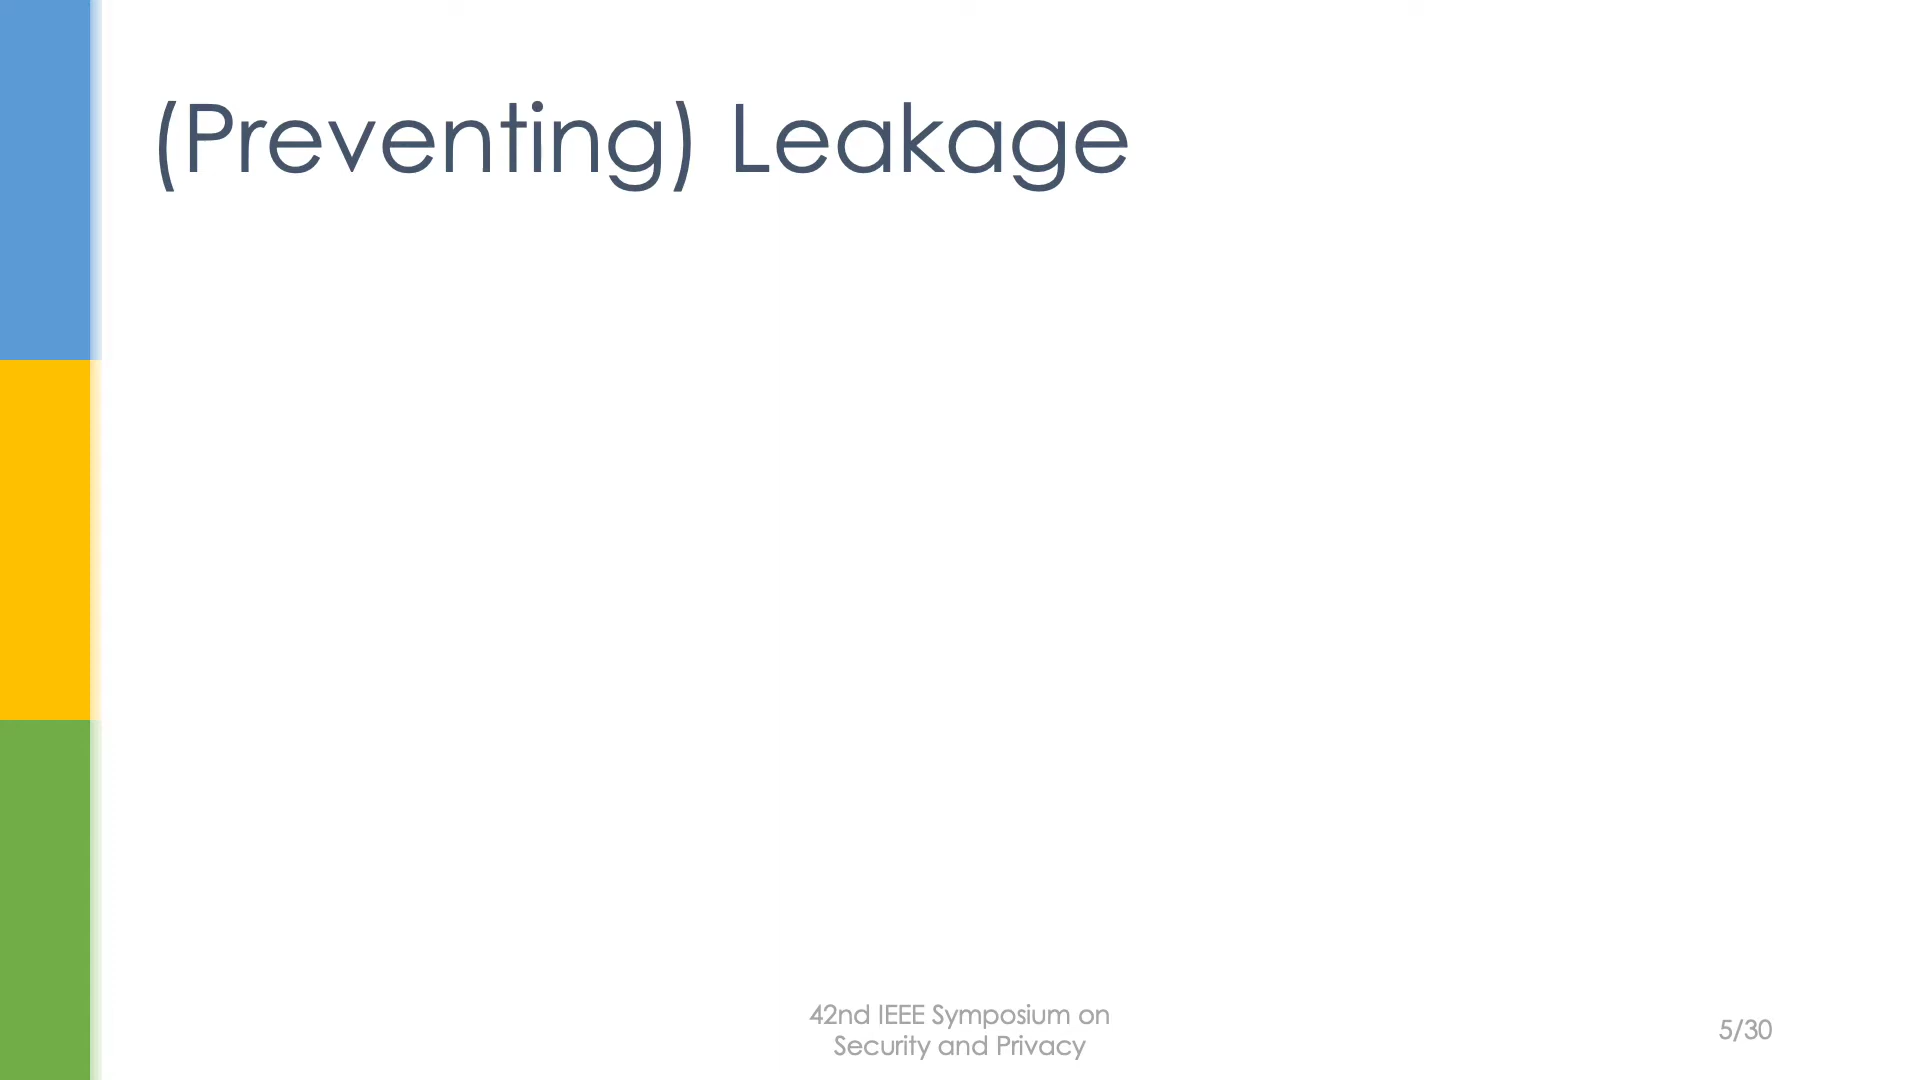 (Preventing) Leakage
42nd IEEE Symposium on
Security and Privacy
5/30